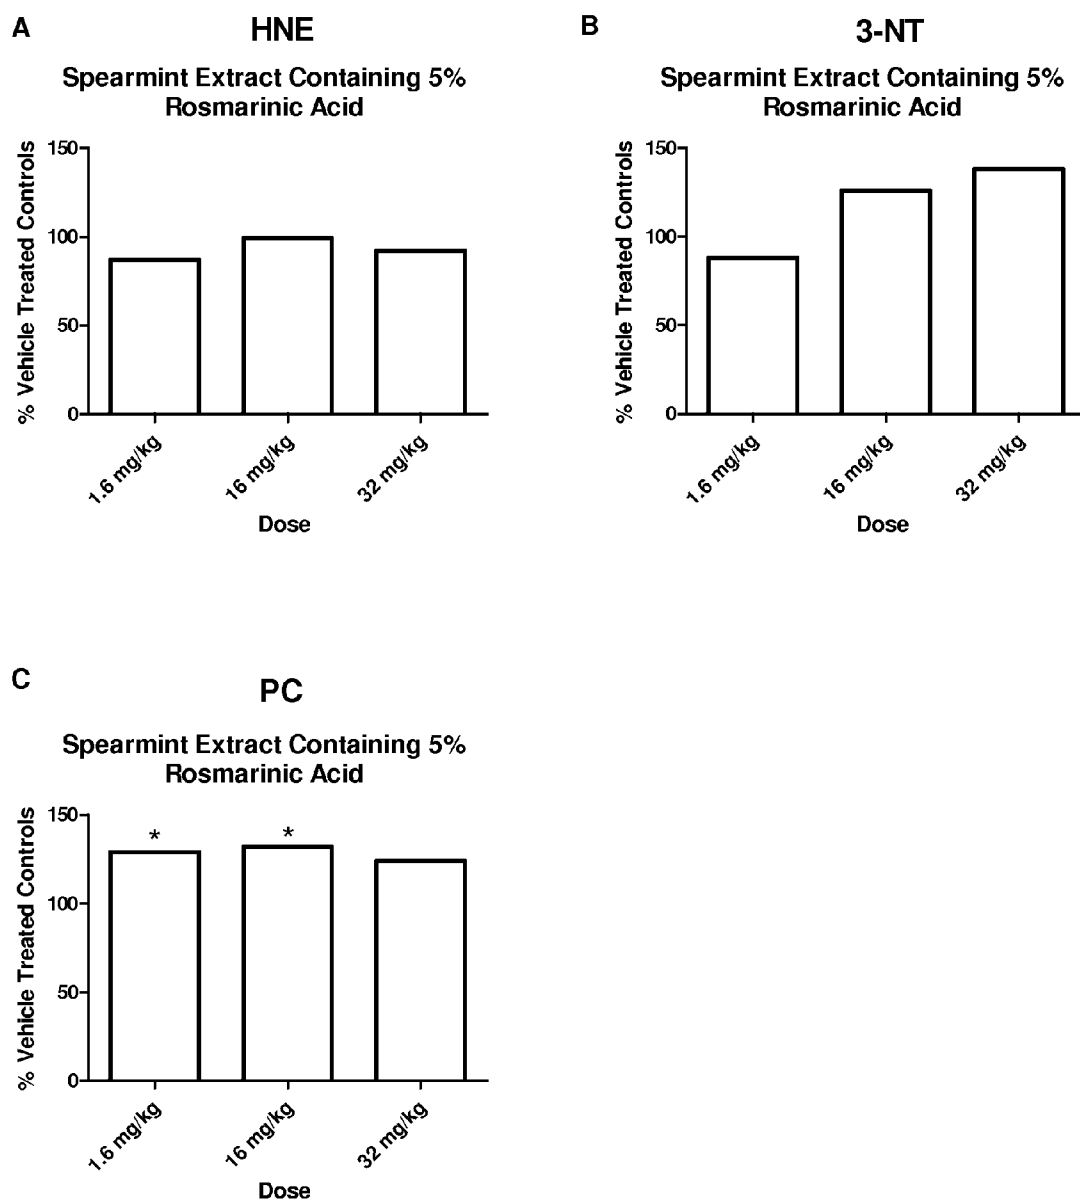 A
HNE
Spearmint Extract Containing 5%
Rosmarinic Acid
% Vehicle Treated Controls
150
100
50
0
1.6 mg/kg
16 mg/kg
32 mg/kg
Dose
B
3-NT
Spearmint Extract Containing 5%
Rosmarinic Acid
% Vehicle Treated Controls
150
100
50
0
1.6 mg/kg
16 mg/kg
32 mg/kg
Dose
C
PC
Spearmint Extract Containing 5%
Rosmarinic Acid
% Vehicle Treated Controls
150
100
50
0
* *
1.6 mg/kg
16 mg/kg
32 mg/kg
Dose